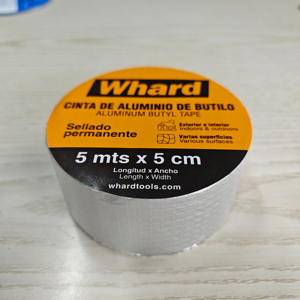 Whard
CINTA DE ALUMINIO DE BUTILO
ALUMINUM BUTYL TAPE
Sellado
permanente
Exterior e interior
Indoors & outdoors
Varias superficies
Various surfaces
5 mts x 5 cm
Longitud x Ancho
Length x Width
whardtools.com